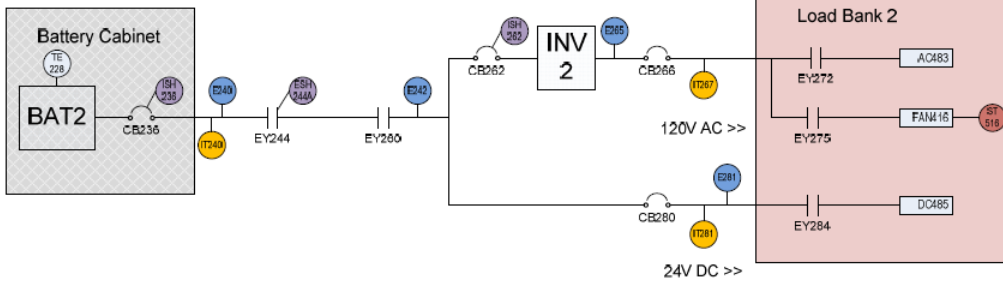 Load Bank 2
Battery Cabinet
TE
228
ISH
236
BAT2
CB236
E240
IT240
ESH
244A
EY244
E242
EY260
ISH
262
CB262
INV
2
E265
CB266
IT267
120V AC >>
EY272
AC483
EY275
FAN416
ST
516
CB280
E281
IT281
24V DC >>
EY284
DC485